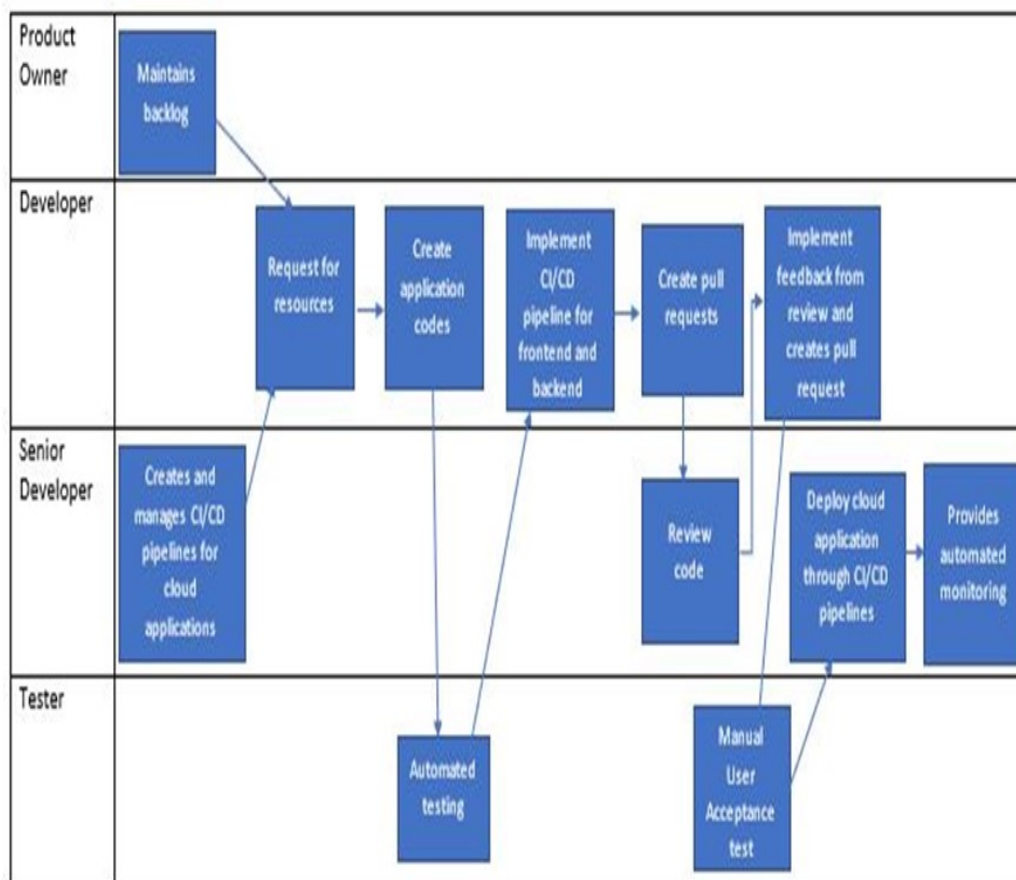 Product
Owner
Maintains
backlog
Developer
Request for
resources
Create
application
codes
Implement
CI/CD
pipeline for
frontend and
backend
Create pull
requests
Implement
feedback from
review and
creates pull
request
Senior
Developer
Creates and
manages CI/CD
pipelines for
cloud
applications
Review
code
Deploy cloud
application
through CI/CD
pipelines
Provides
automated
monitoring
Tester
Automated
testing
Manual
User
Acceptance
test